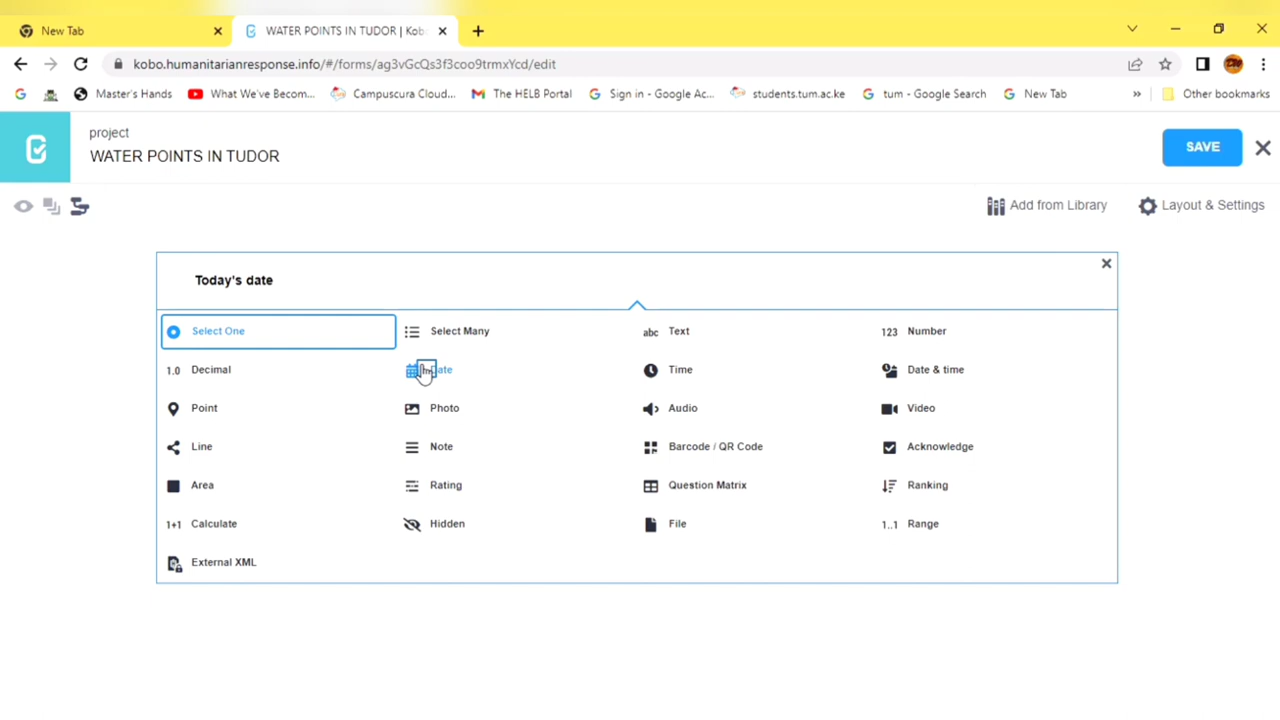 New Tab
WATER POINTS IN TUDOR | Kobo
kobo.humanitarianresponse.info/#/forms/ag3vGcQs3f3coo9trmxYcd/edit
Master's Hands What We've Becom... Campuscura Cloud... The HELB Portal Sign in - Google Ac... students.tum.ac.ke tum - Google Search New Tab » Other bookmarks
project
WATER POINTS IN TUDOR
SAVE
Add from Library Layout & Settings
Today's date
Select One Select Many abc Text 123 Number
1.0 Decimal Date Time Date & time
Point Photo Audio Video
Line Note Barcode / QR Code Acknowledge
Area Rating Question Matrix Ranking
1+1 Calculate Hidden File 1..1 Range
External XML